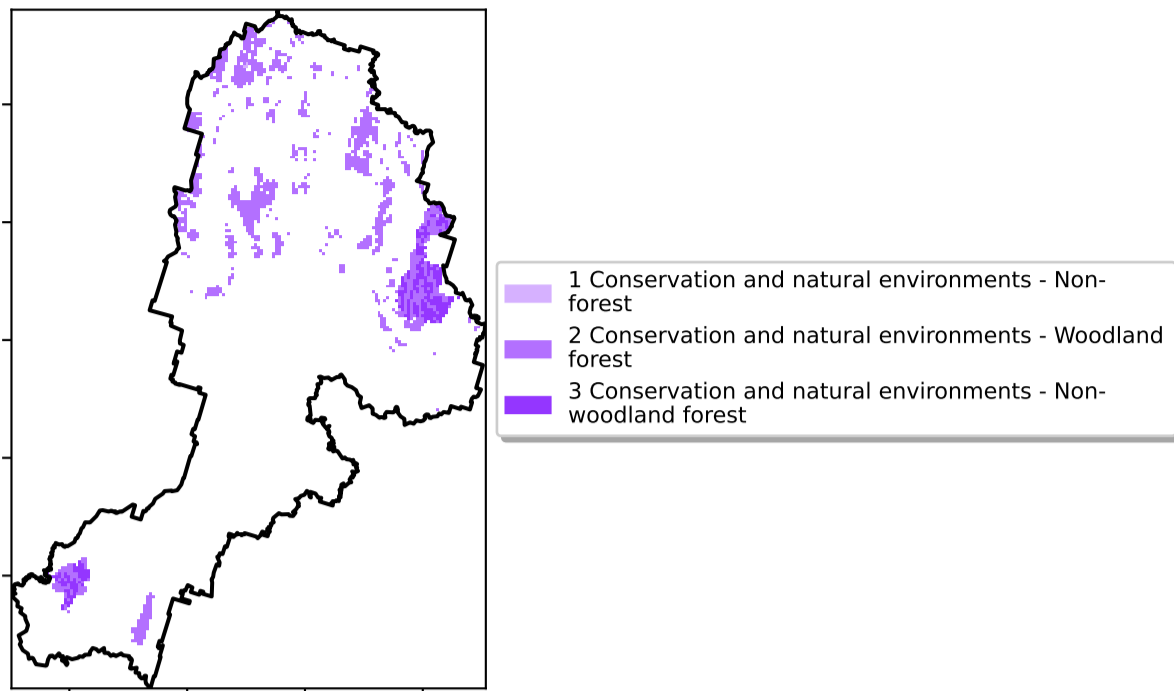 1 Conservation and natural environments - Non-
forest
2 Conservation and natural environments - Woodland
forest
3 Conservation and natural environments - Non-
woodland forest